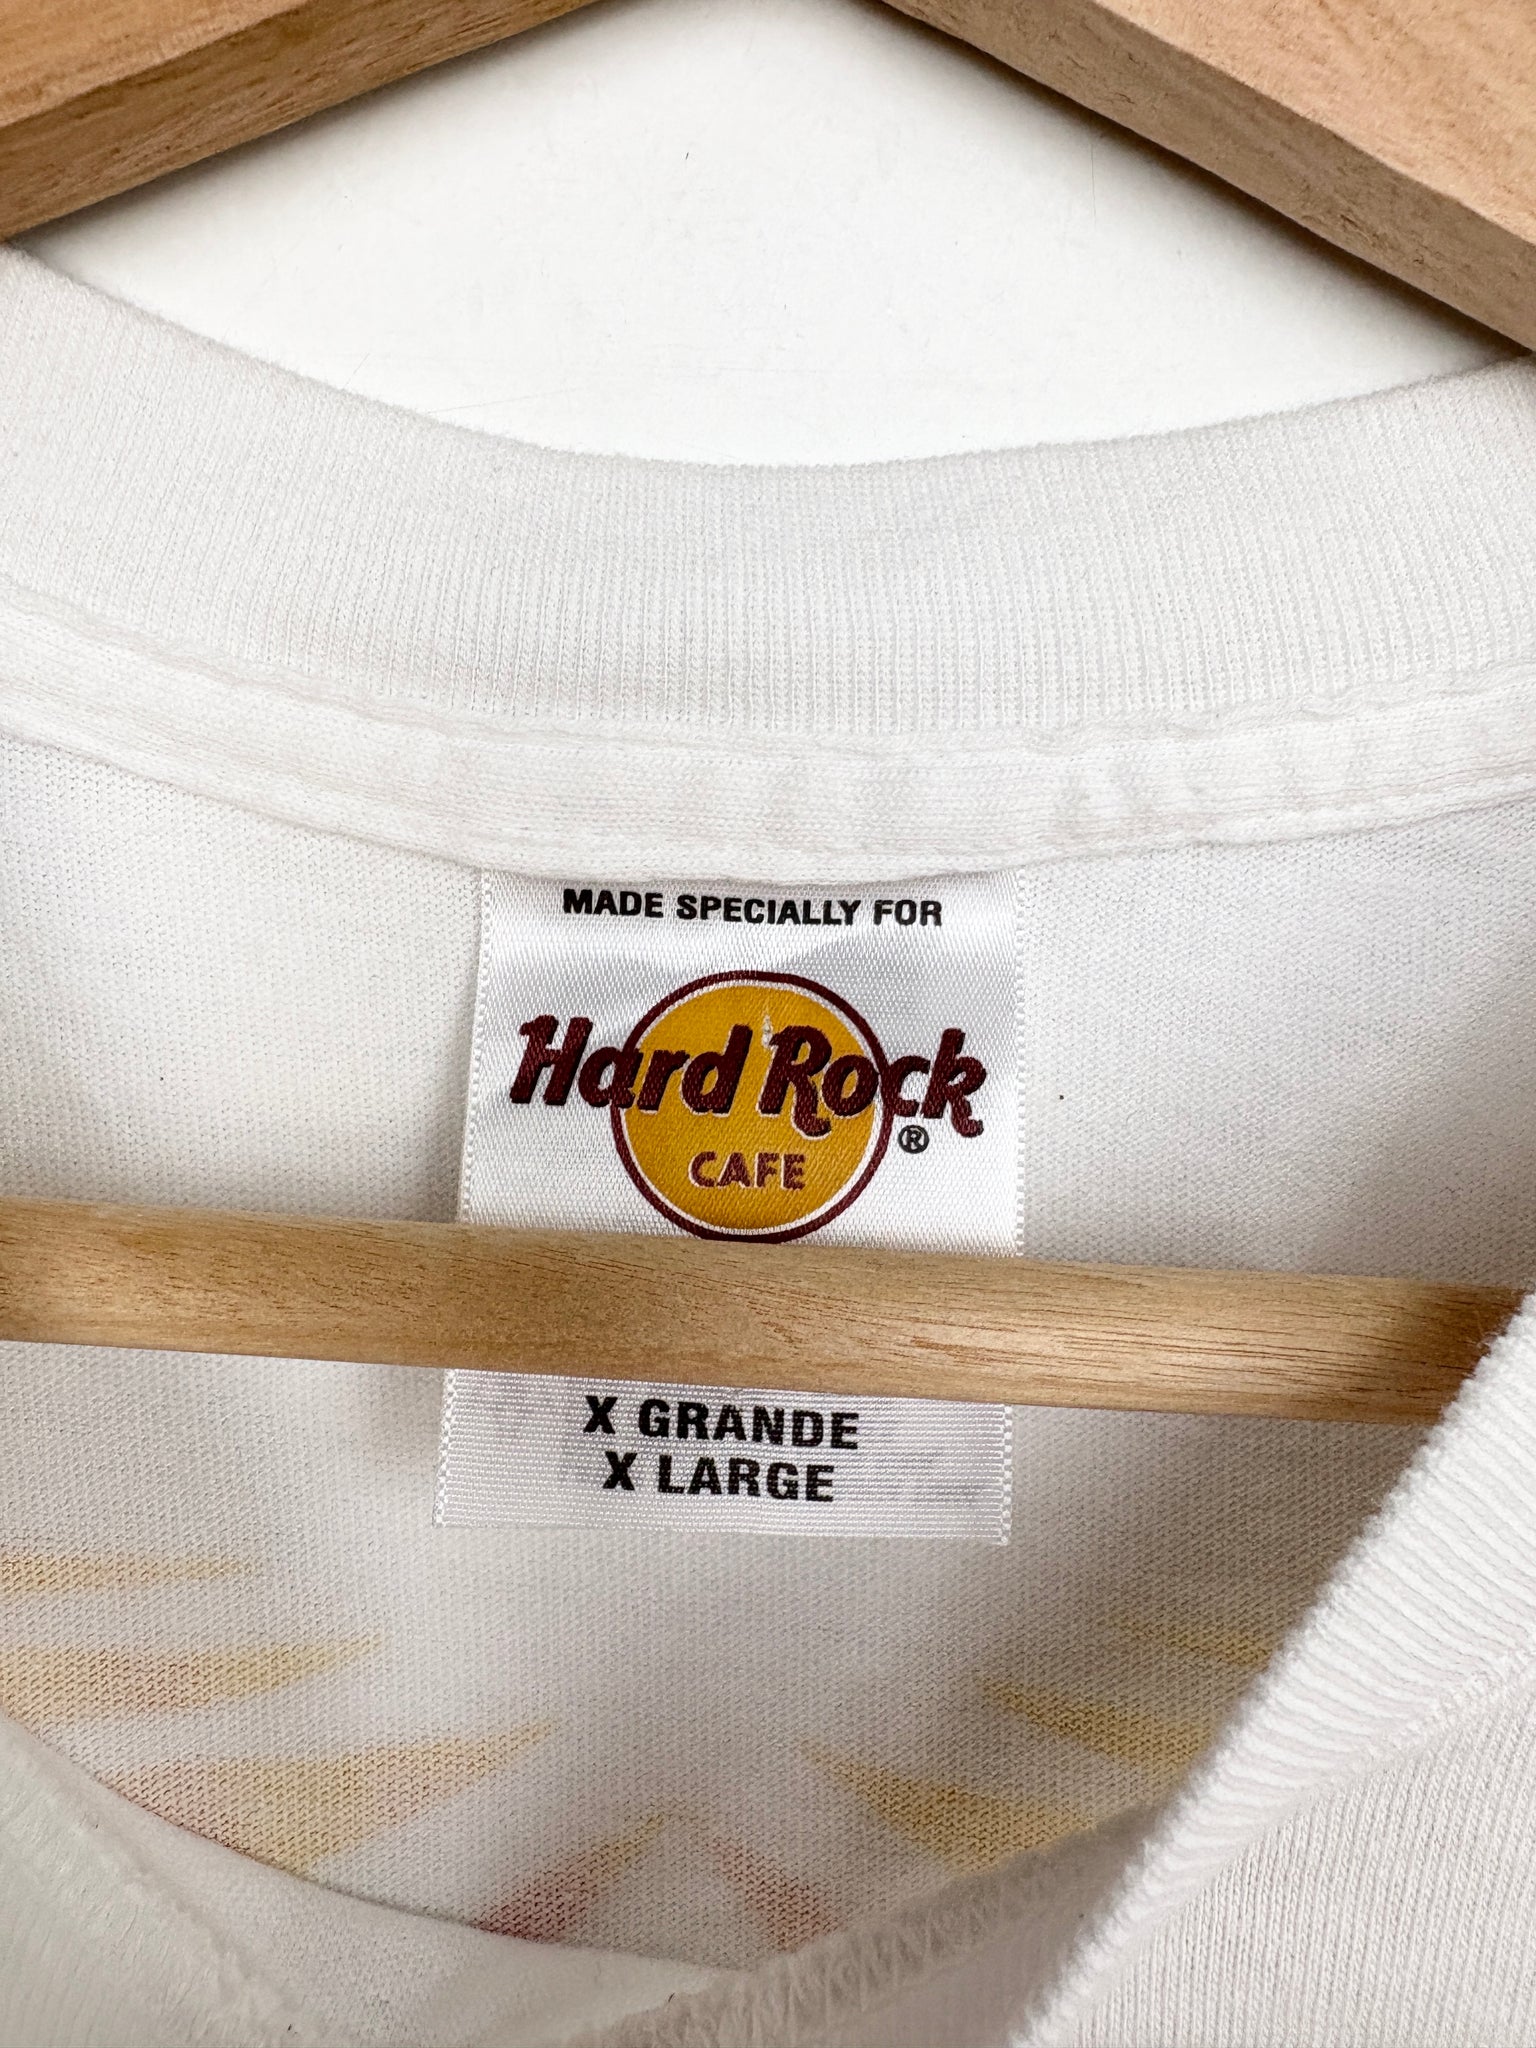 MADE SPECIALLY FOR
Hard Rock
®
CAFE
X GRANDE
X LARGE